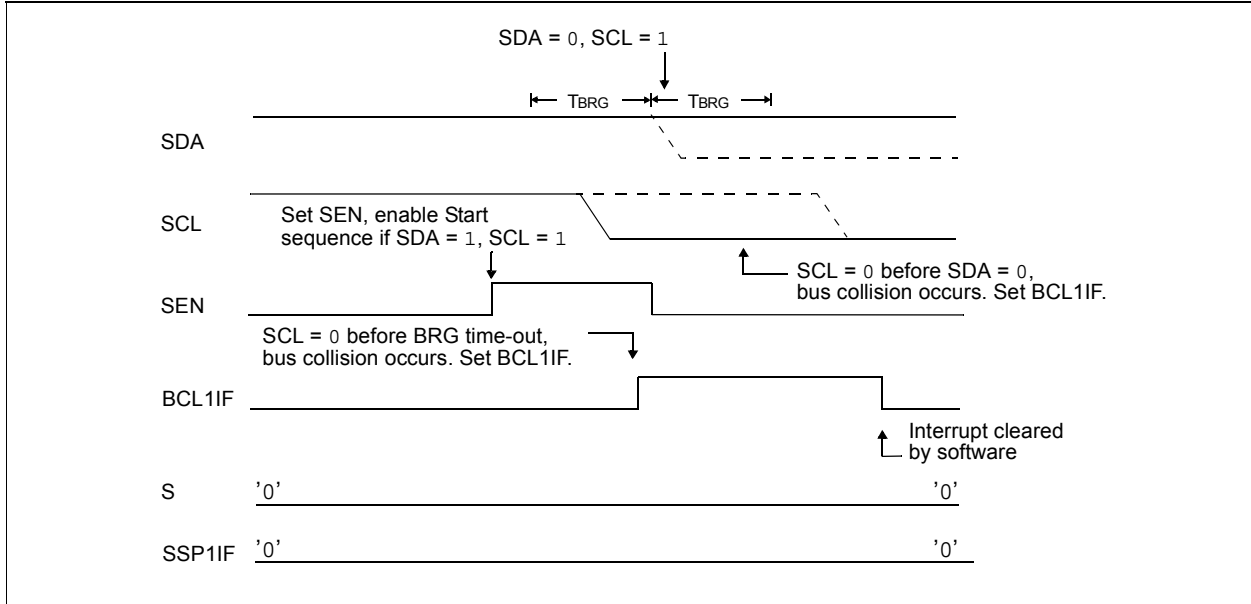 SDA = 0, SCL = 1
TBRG TBRG
SDA
SCL
Set SEN, enable Start
sequence if SDA = 1, SCL = 1
SCL = 0 before SDA = 0,
bus collision occurs. Set BCL1IF.
SEN
SCL = 0 before BRG time-out,
bus collision occurs. Set BCL1IF.
BCL1IF
Interrupt cleared
by software
S '0' '0'
SSP1IF '0' '0'